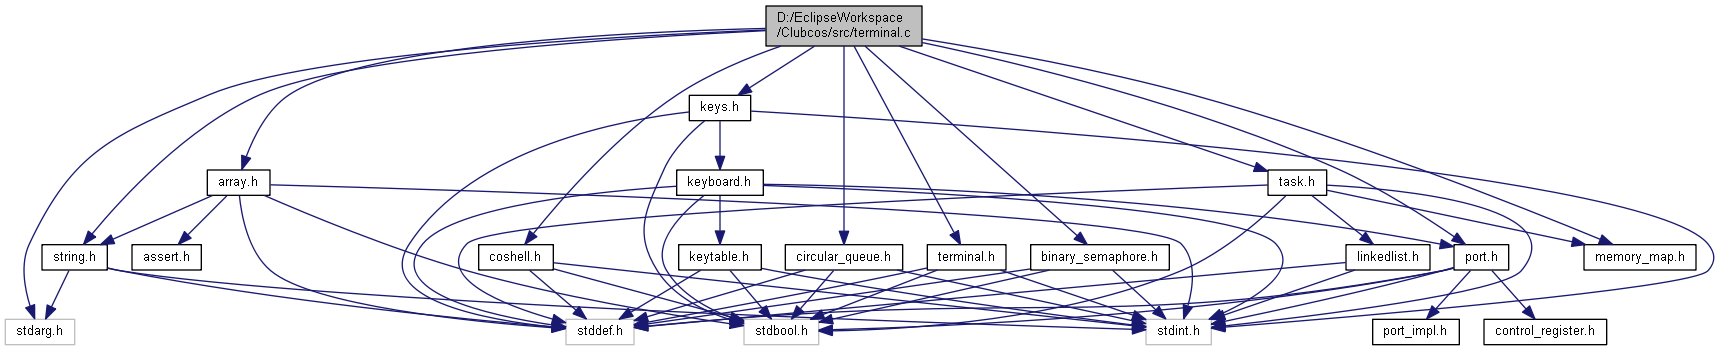 D:/EclipseWorkspace
/Clubcos/src/terminal.c
keys.h
array.h
keyboard.h
task.h
string.h
assert.h
coshell.h
keytable.h
circular_queue.h
terminal.h
binary_semaphore.h
linkedlist.h
port.h
memory_map.h
stdarg.h
stddef.h
stdbool.h
stdint.h
port_impl.h
control_register.h